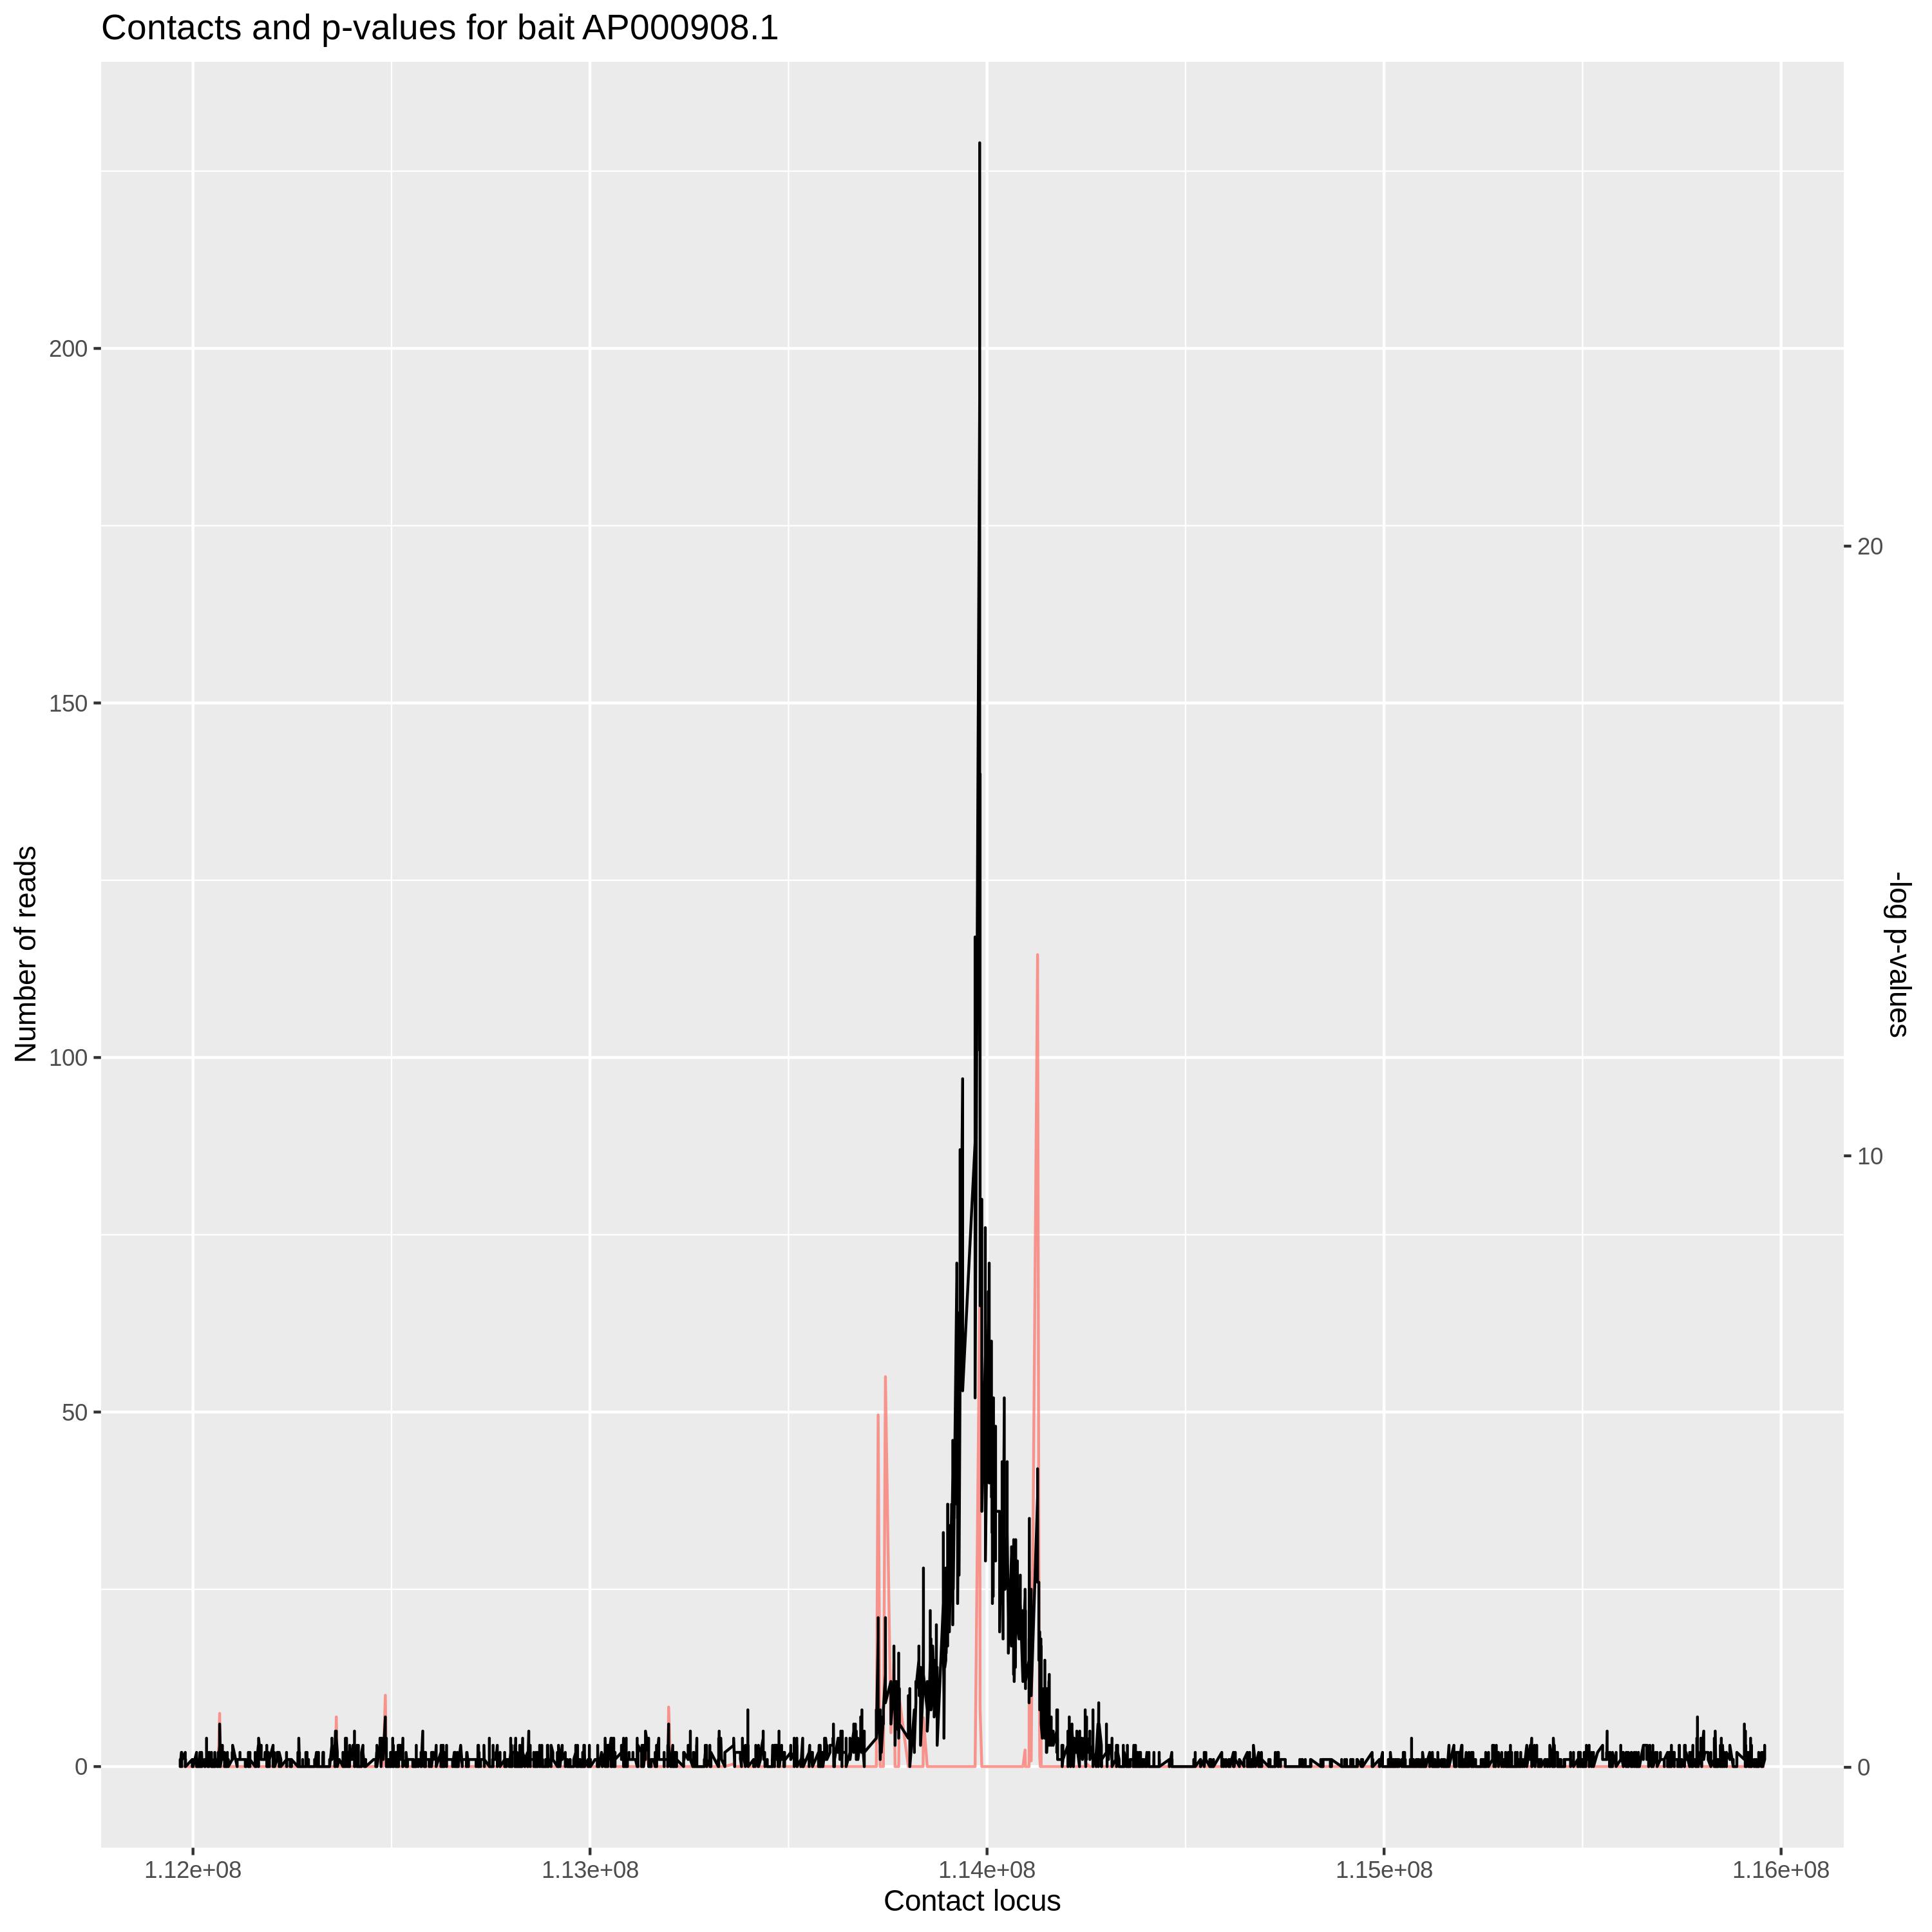 Contacts and p-values for bait AP000908.1
Number of reads
200
150
100
50
0
20
10
0
-log p-values
1.12e+08
1.13e+08
1.14e+08
1.15e+08
1.16e+08
Contact locus